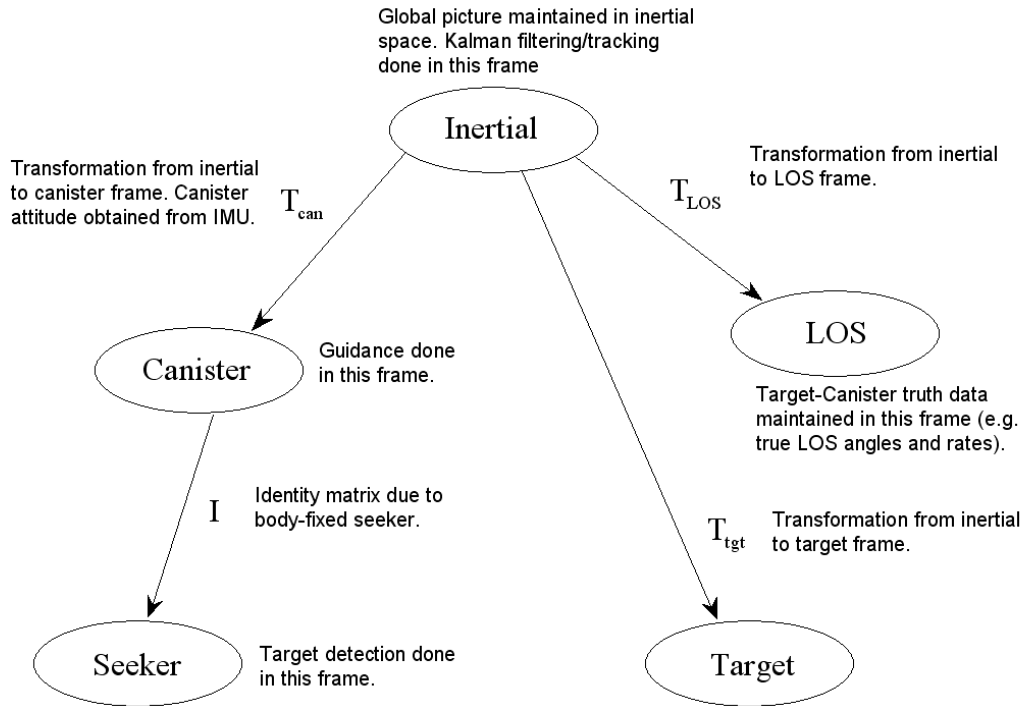 Global picture maintained in inertial
space. Kalman filtering/tracking
done in this frame
Inertial
Transformation from inertial
to canister frame. Canister
attitude obtained from IMU.
T_can
Transformation from inertial
to LOS frame.
T_LOS
Canister
Guidance done
in this frame.
LOS
Target-Canister truth data
maintained in this frame (e.g.
true LOS angles and rates).
I
Identity matrix due to
body-fixed seeker.
T_tgt
Transformation from inertial
to target frame.
Seeker
Target detection done
in this frame.
Target